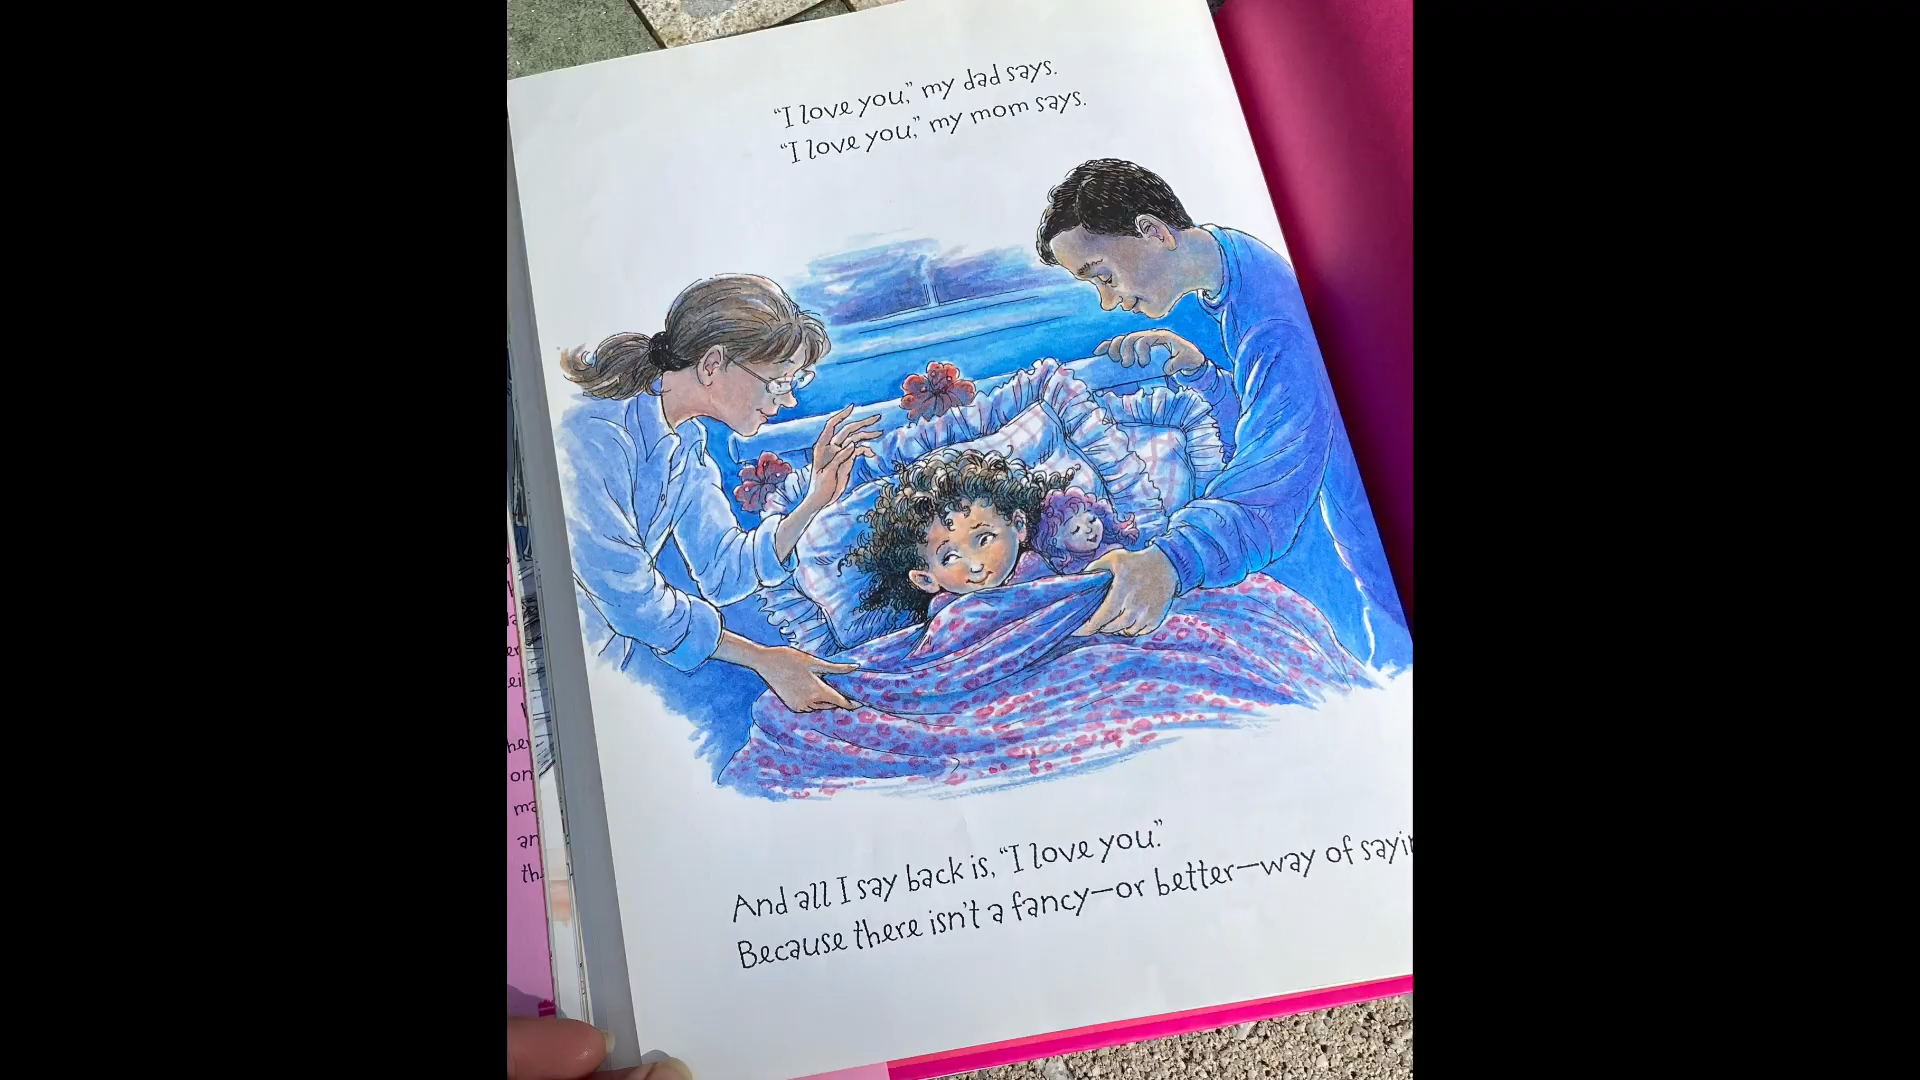 "I love you," my dad says.
"I love you," my mom says.
And all I say back is, "I love you."
Because there isn't a fancy—or better—way of